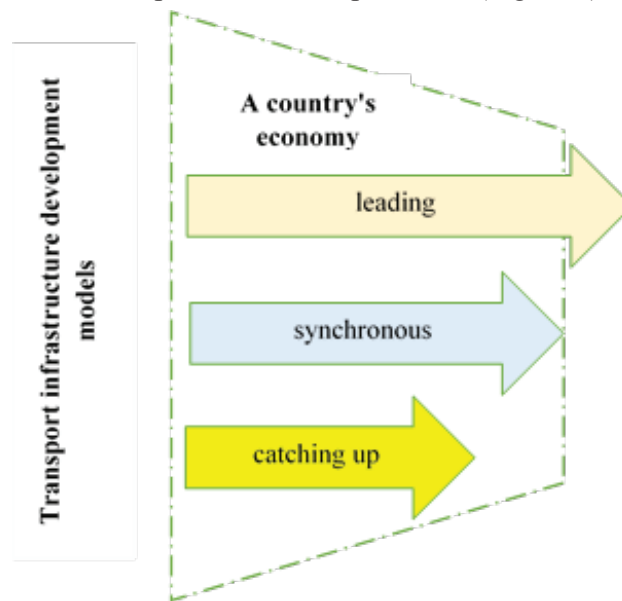 Transport infrastructure development
models
A country's
economy
leading
synchronous
catching up